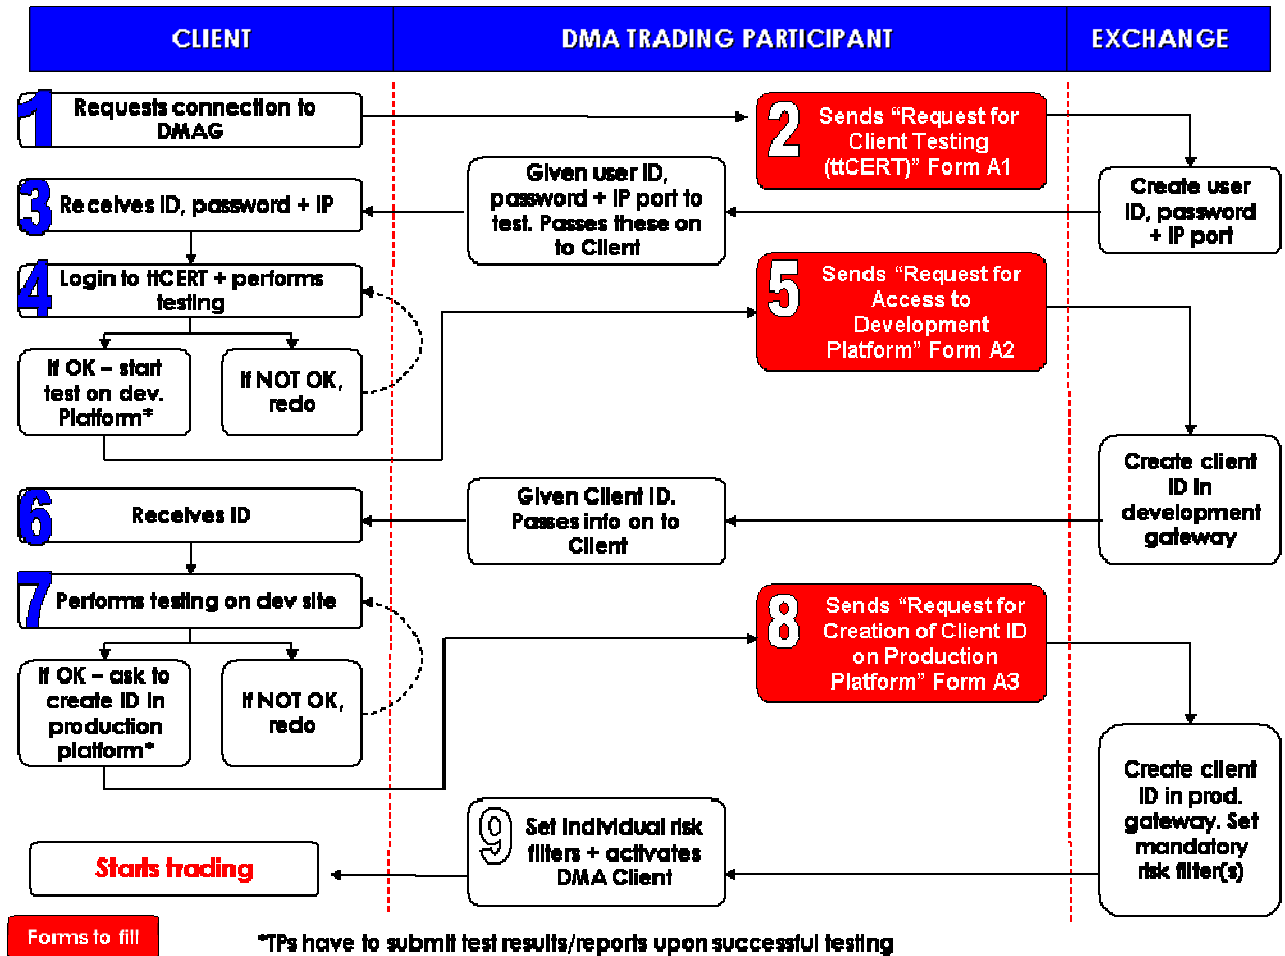 CLIENT
DMA TRADING PARTICIPANT
EXCHANGE
1
Requests connection to
DMAG
2
Sends “Request for
Client Testing
(ttCERT)” Form A1
Create user
ID, password
+ IP port
Given user ID,
password + IP port to
test. Passes these on
to Client
3
Receives ID, password + IP
4
Login to ttCERT + performs
testing
If OK – start
test on dev.
Platform*
If NOT OK,
redo
5
Sends “Request for
Access to
Development
Platform” Form A2
Create client
ID in
development
gateway
Given Client ID.
Passes info on to
Client
6
Receives ID
7
Performs testing on dev site
If OK – ask to
create ID in
production
platform*
If NOT OK,
redo
8
Sends “Request for
Creation of Client ID
on Production
Platform” Form A3
Create client
ID in prod.
gateway. Set
mandatory
risk filter(s)
9
Set individual risk
filters + activates
DMA Client
Starts trading
Forms to fill
*TPs have to submit test results/reports upon successful testing